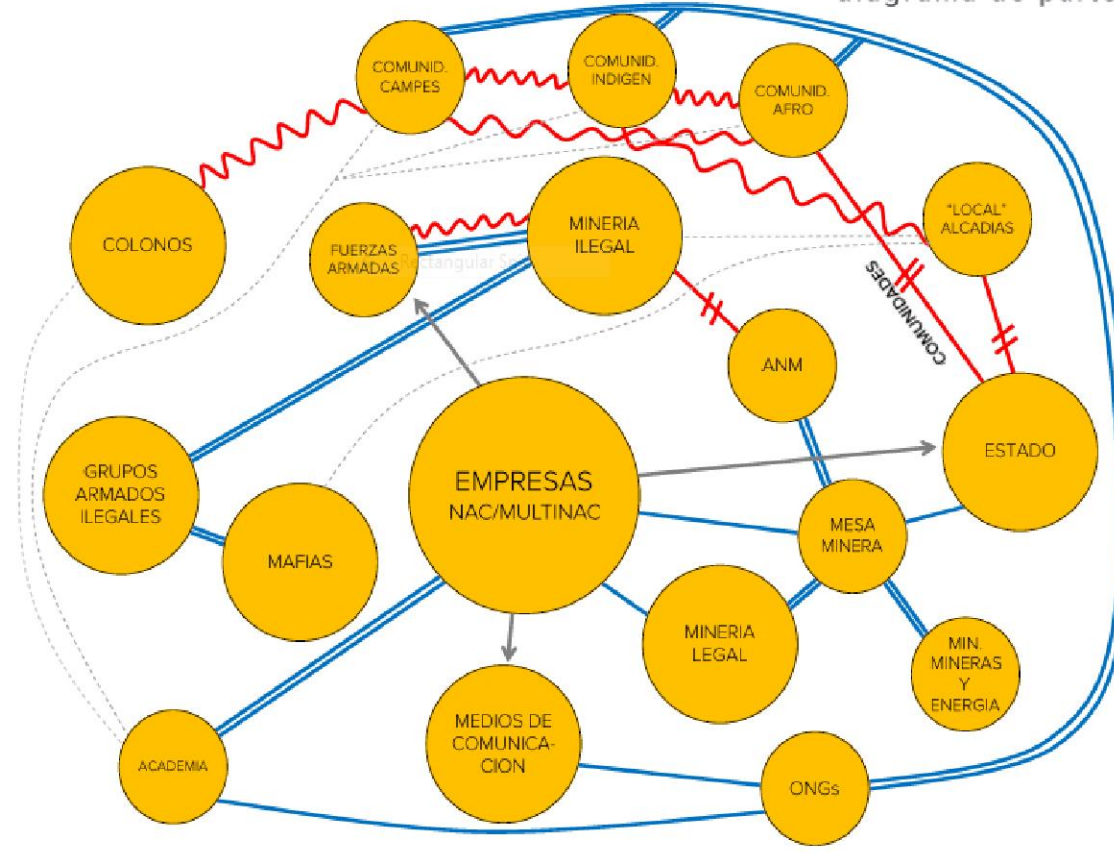 COMUNID.
CAMPES
COMUNID.
INDIGEN
COMUNID.
AFRO
COLONOS
FUERZAS
ARMADAS
MINERIA
ILEGAL
"LOCAL"
ALCADIAS
COMUNIDADES
ANM
GRUPOS
ARMADOS
ILEGALES
MAFIAS
EMPRESAS
NAC/MULTINAC
ESTADO
MESA
MINERA
MINERIA
LEGAL
MIN.
MINERAS
Y
ENERGIA
MEDIOS DE
COMUNICA-
CION
ACADEMIA
ONGs